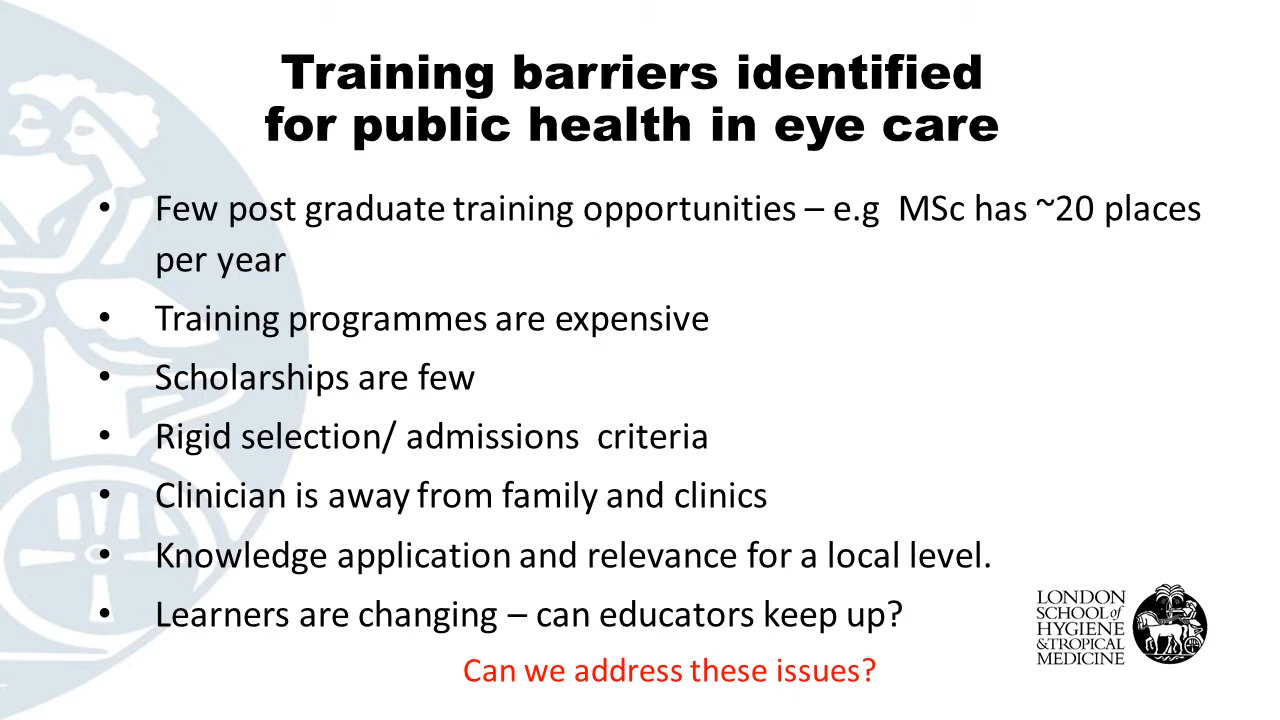 Training barriers identified
for public health in eye care
• Few post graduate training opportunities – e.g  MSc has ~20 places
per year
• Training programmes are expensive
• Scholarships are few
• Rigid selection/ admissions  criteria
• Clinician is away from family and clinics
• Knowledge application and relevance for a local level.
• Learners are changing – can educators keep up?
Can we address these issues?
LONDON
SCHOOL of
HYGIENE
& TROPICAL
MEDICINE